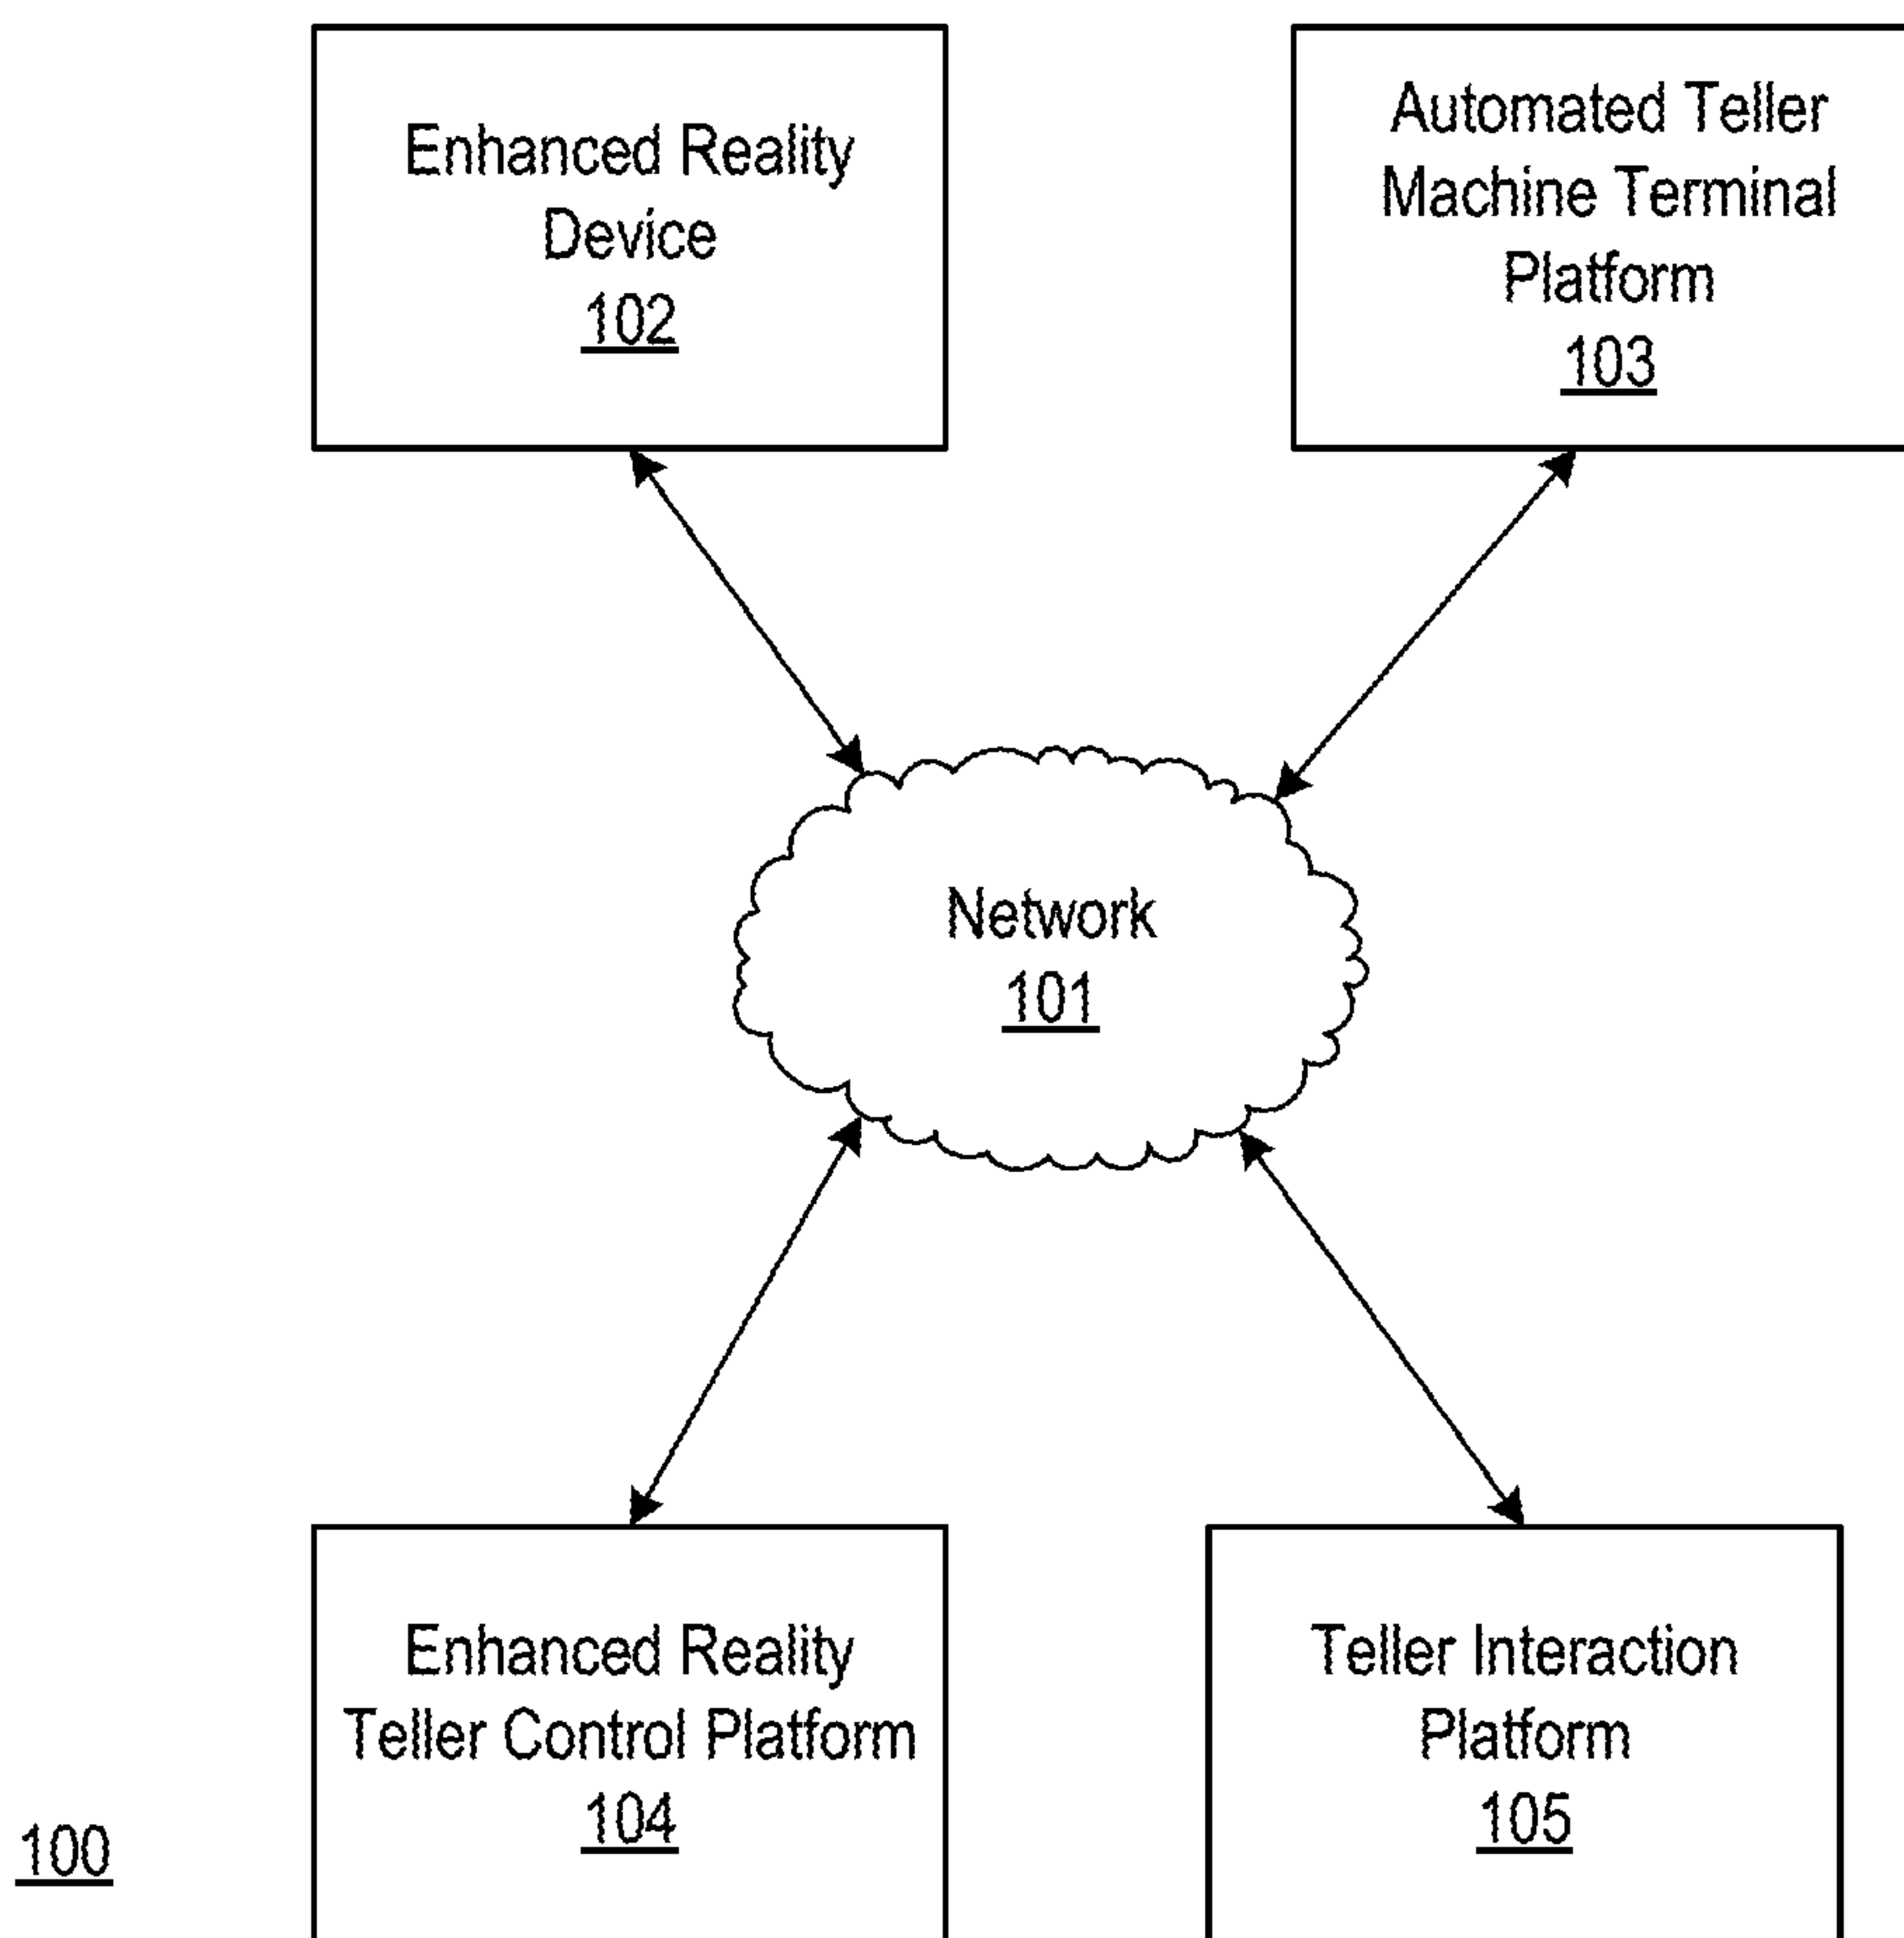 Enhanced Reality
Device
102
Automated Teller
Machine Terminal
Platform
103
Network
101
Enhanced Reality
Teller Control Platform
104
Teller Interaction
Platform
105
100